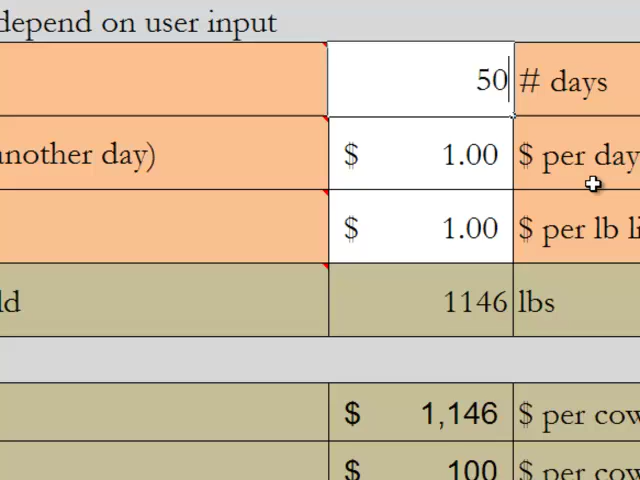 depend on user input
50 # days
another day) $ 1.00 $ per day
$ 1.00 $ per lb li
ld 1146 lbs
$ 1,146 $ per cow
$ 100 $ per cow